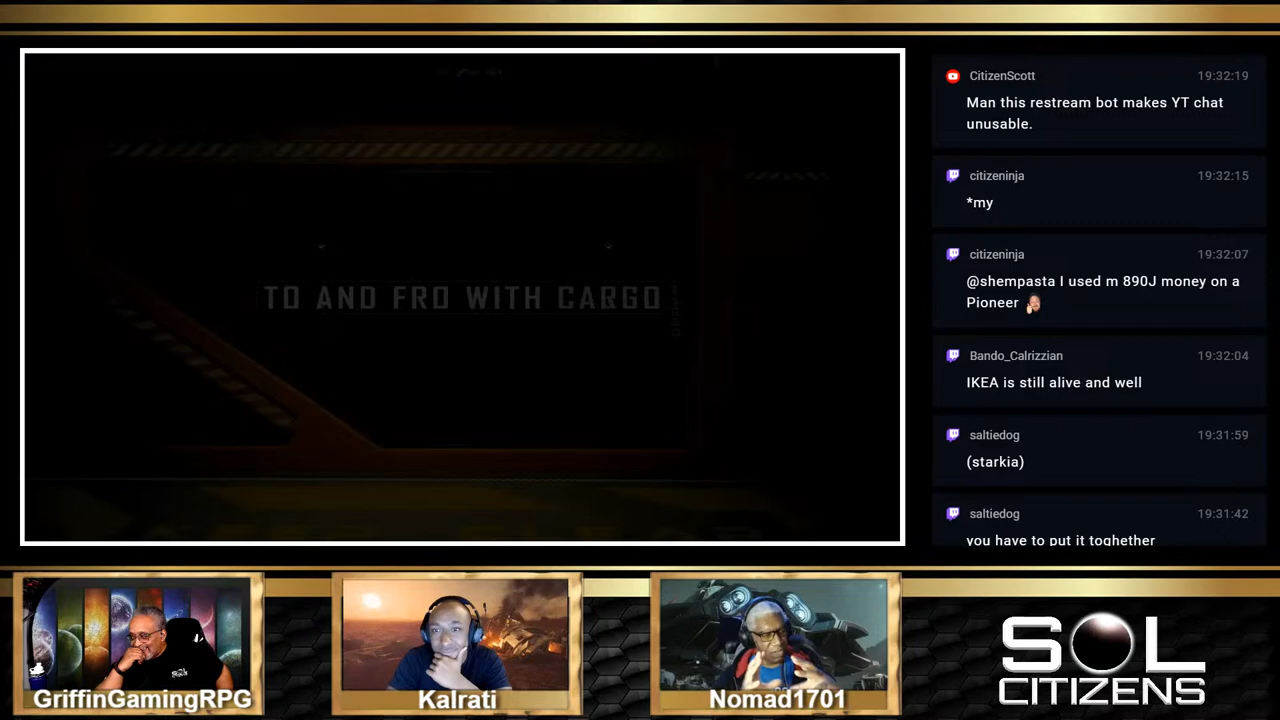 TO AND FRO WITH CARGO
CitizenScott 19:32:19
Man this restream bot makes YT chat
unusable.
citizeninja 19:32:15
*my
citizeninja 19:32:07
@shempasta I used m 890J money on a
Pioneer
Bando_Calrizzian 19:32:04
IKEA is still alive and well
saltiedog 19:31:59
(starkia)
saltiedog 19:31:42
you have to put it toghether
GriffinGamingRPG
Kalrati
Nomad1701
SOL
CITIZENS